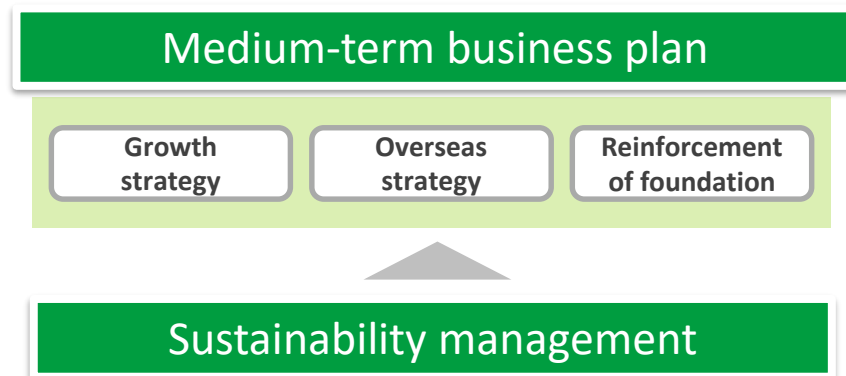 Medium-term business plan
Growth
strategy
Overseas
strategy
Reinforcement
of foundation
Sustainability management